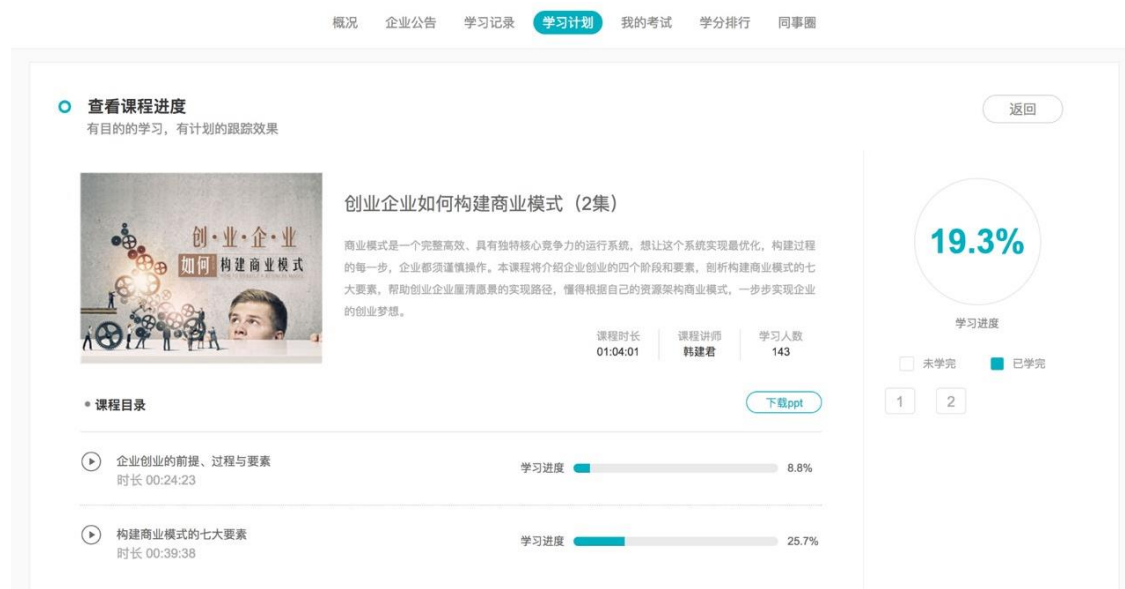 概况 企业公告 学习记录 学习计划 我的考试 学分排行 同事圈
查看课程进度
有目的的学习，有计划的跟踪效果
返回
创·业·企·业
如何 构建商业模式
创业企业如何构建商业模式（2集）
商业模式是一个完整高效、具有独特核心竞争力的运行系统，想让这个系统实现最优化，构建过程
的每一步，企业都须谨慎操作。本课程将介绍企业创业的四个阶段和要素，剖析构建商业模式的七
大要素，帮助创业企业厘清愿景的实现路径，懂得根据自己的资源架构商业模式，一步步实现企业
的创业梦想。
课程时长 课程讲师 学习人数
01:04:01 韩建君 143
19.3%
学习进度
未学完 已学完
1 2
课程目录
下载ppt
企业创业的前提、过程与要素
时长 00:24:23
学习进度 8.8%
构建商业模式的七大要素
时长 00:39:38
学习进度 25.7%